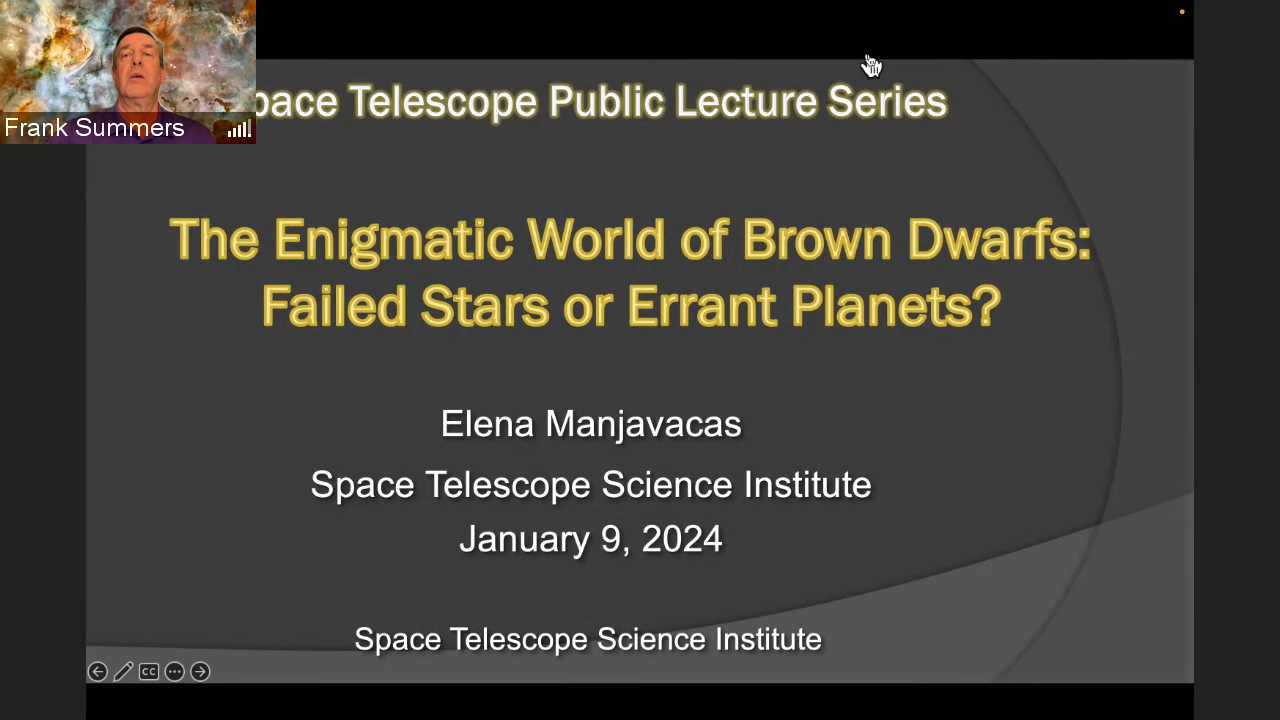 Frank Summers
pace Telescope Public Lecture Series
The Enigmatic World of Brown Dwarfs:
Failed Stars or Errant Planets?
Elena Manjavacas
Space Telescope Science Institute
January 9, 2024
Space Telescope Science Institute
CC